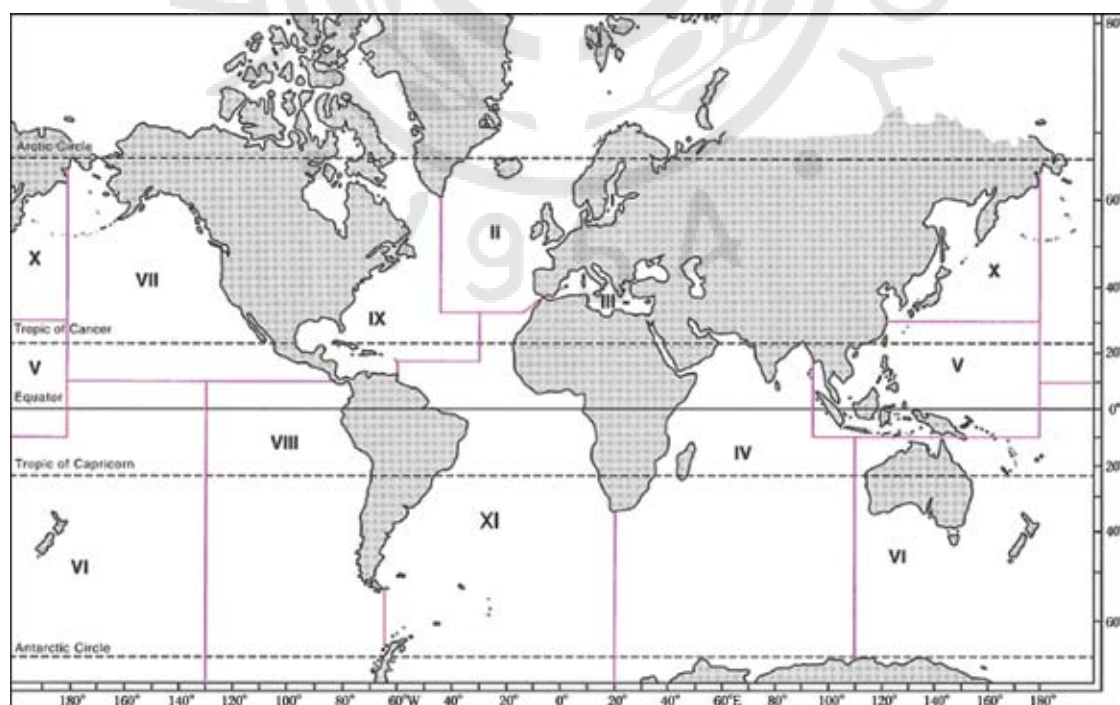 80°
Arctic Circle
60°
I
II
X
VII
X
40°
I
III
IX
Tropic of Cancer
20°
V
V
Equator
0°
VIII
IV
Tropic of Capricorn
20°
XI
40°
VI
VI
60°
Antarctic Circle
180° 160° 140° 120° 100° 80° 60°W 40° 20° 0° 20° 40° 60°E 80° 100° 120° 140° 160° 180°